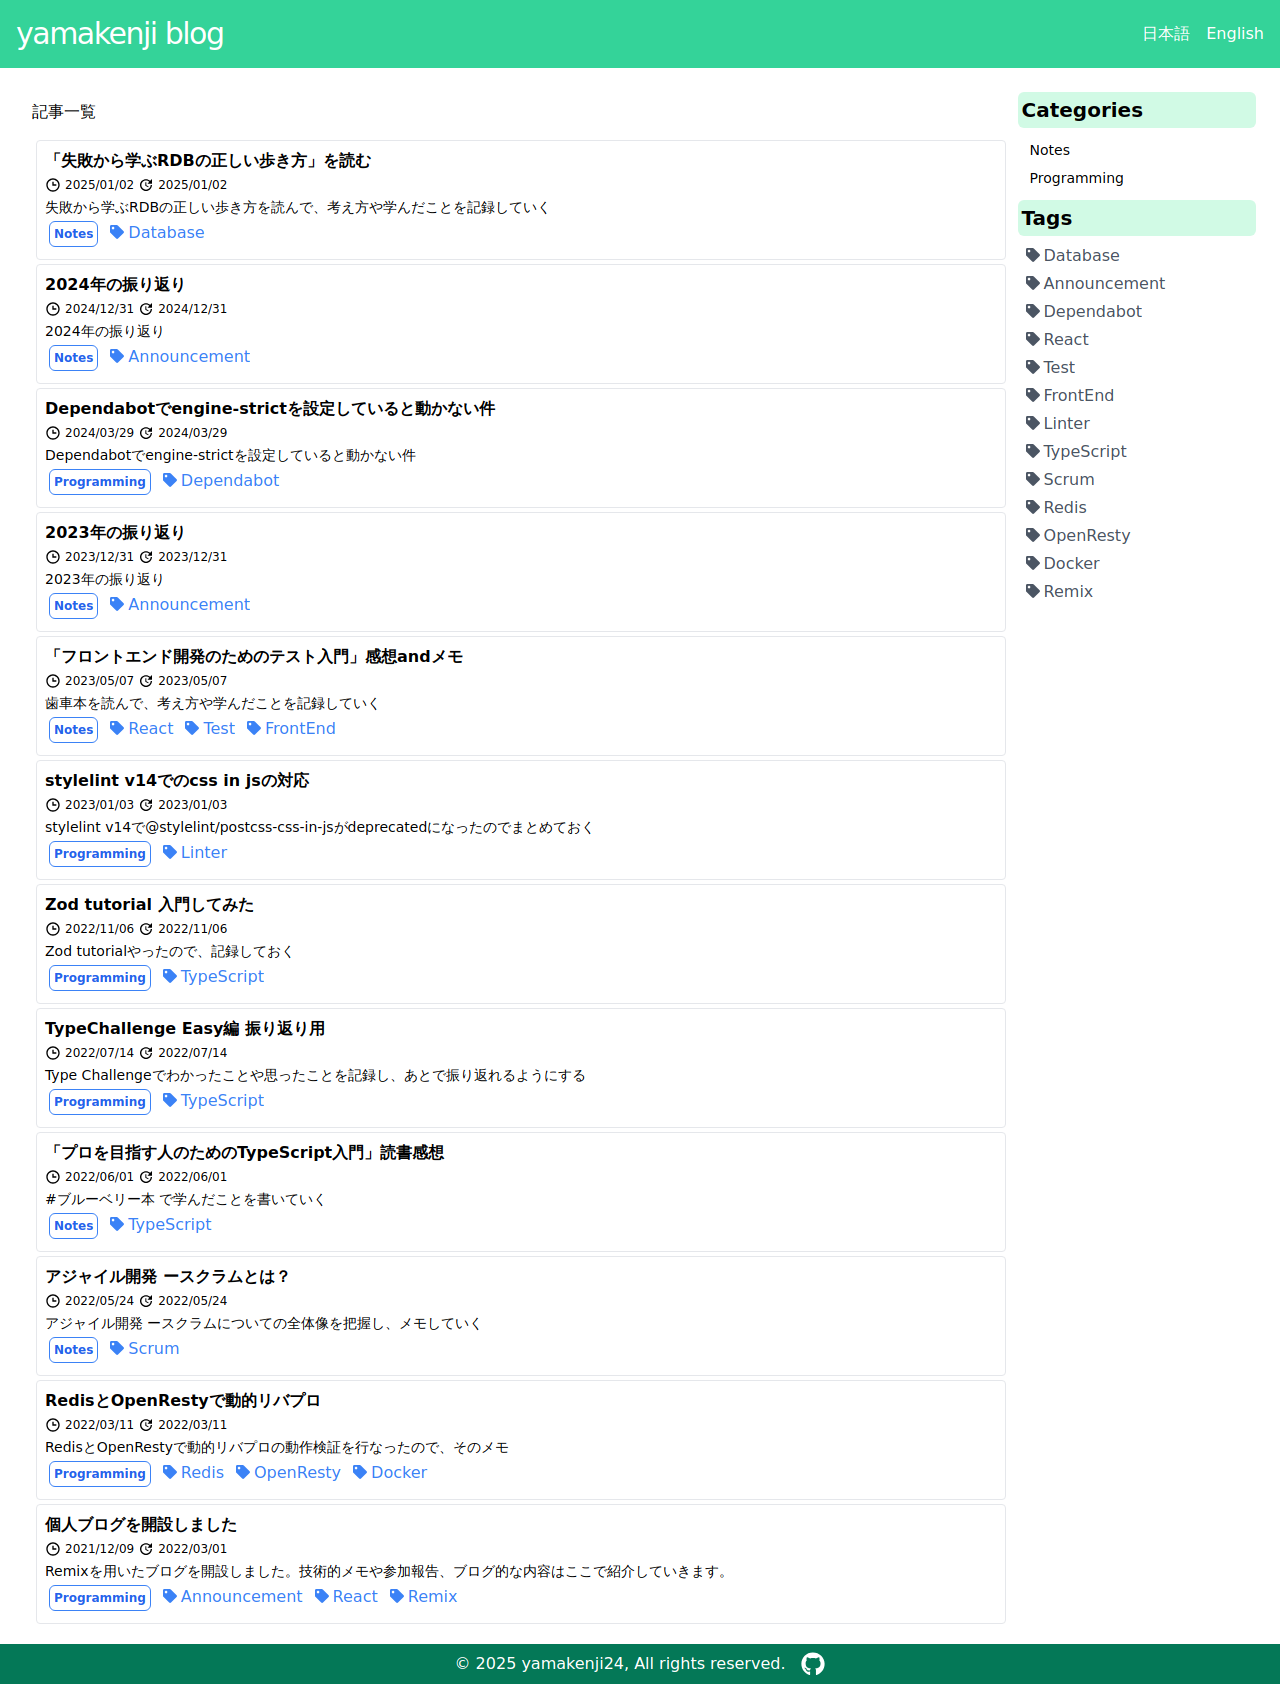 yamakenji blog
日本語 English
記事一覧
「失敗から学ぶRDBの正しい歩き方」を読む
2025/01/02 2025/01/02
失敗から学ぶRDBの正しい歩き方を読んで、考え方や学んだことを記録していく
Notes Database
2024年の振り返り
2024/12/31 2024/12/31
2024年の振り返り
Notes Announcement
Dependabotでengine-strictを設定していると動かない件
2024/03/29 2024/03/29
Dependabotでengine-strictを設定していると動かない件
Programming Dependabot
2023年の振り返り
2023/12/31 2023/12/31
2023年の振り返り
Notes Announcement
「フロントエンド開発のためのテスト入門」感想andメモ
2023/05/07 2023/05/07
歯車本を読んで、考え方や学んだことを記録していく
Notes React Test FrontEnd
stylelint v14でのcss in jsの対応
2023/01/03 2023/01/03
stylelint v14で@stylelint/postcss-css-in-jsがdeprecatedになったのでまとめておく
Programming Linter
Zod tutorial 入門してみた
2022/11/06 2022/11/06
Zod tutorialやったので、記録しておく
Programming TypeScript
TypeChallenge Easy編 振り返り用
2022/07/14 2022/07/14
Type Challengeでわかったことや思ったことを記録し、あとで振り返れるようにする
Programming TypeScript
「プロを目指す人のためのTypeScript入門」読書感想
2022/06/01 2022/06/01
#ブルーベリー本 で学んだことを書いていく
Notes TypeScript
アジャイル開発 ースクラムとは？
2022/05/24 2022/05/24
アジャイル開発 ースクラムについての全体像を把握し、メモしていく
Notes Scrum
RedisとOpenRestyで動的リバプロ
2022/03/11 2022/03/11
RedisとOpenRestyで動的リバプロの動作検証を行なったので、そのメモ
Programming Redis OpenResty Docker
個人ブログを開設しました
2021/12/09 2022/03/01
Remixを用いたブログを開設しました。技術的メモや参加報告、ブログ的な内容はここで紹介していきます。
Programming Announcement React Remix
Categories
Notes
Programming
Tags
Database
Announcement
Dependabot
React
Test
FrontEnd
Linter
TypeScript
Scrum
Redis
OpenResty
Docker
Remix
© 2025 yamakenji24, All rights reserved.